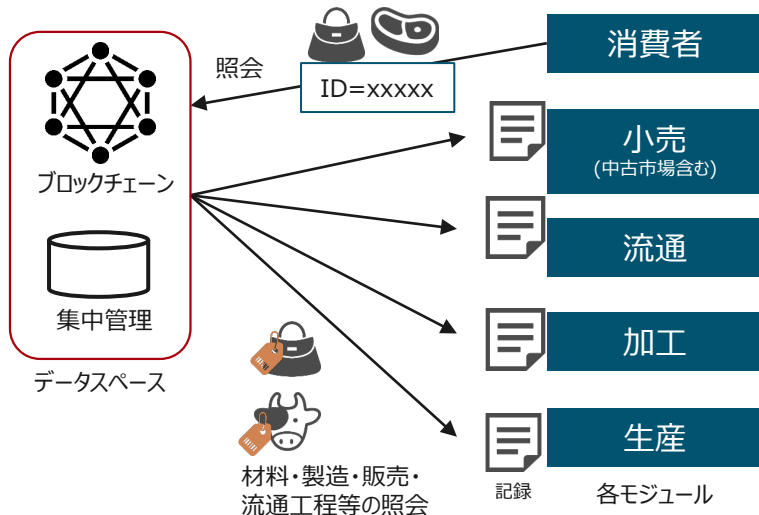 消費者
照会
ID=xxxxx
小売
(中古市場含む)
ブロックチェーン
流通
集中管理
加工
データスペース
生産
材料・製造・販売・
流通工程等の照会
記録
各モジュール